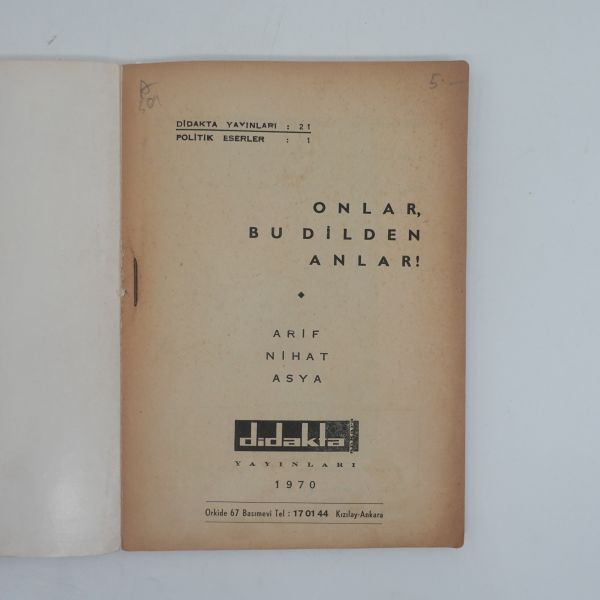 5.-
DİDAKTA YAYINLARI : 21
POLİTİK ESERLER : 1
ONLAR,
BU DİLDEN
ANLAR!
ARİF
NİHAT
ASYA
didakta
YAYINLARI
1970
Orkide 67 Basımevi Tel : 17 01 44 Kızılay-Ankara